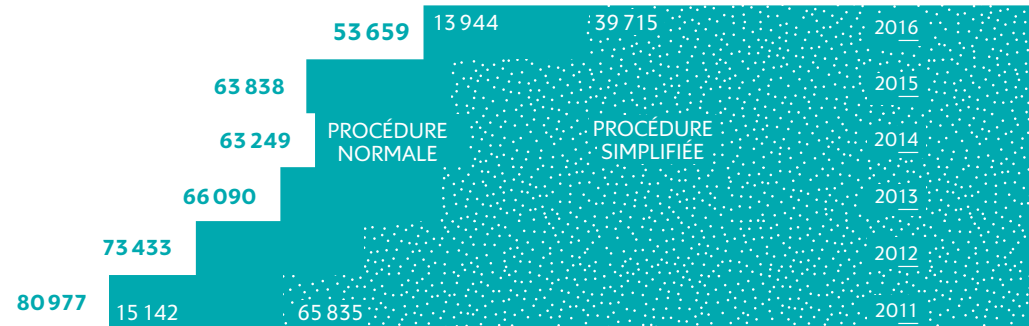 53 659 13 944 39 715 2016
63 838 2015
63 249 PROCÉDURE NORMALE PROCÉDURE SIMPLIFIÉE 2014
66 090 2013
73 433 2012
80 977 15 142 65 835 2011